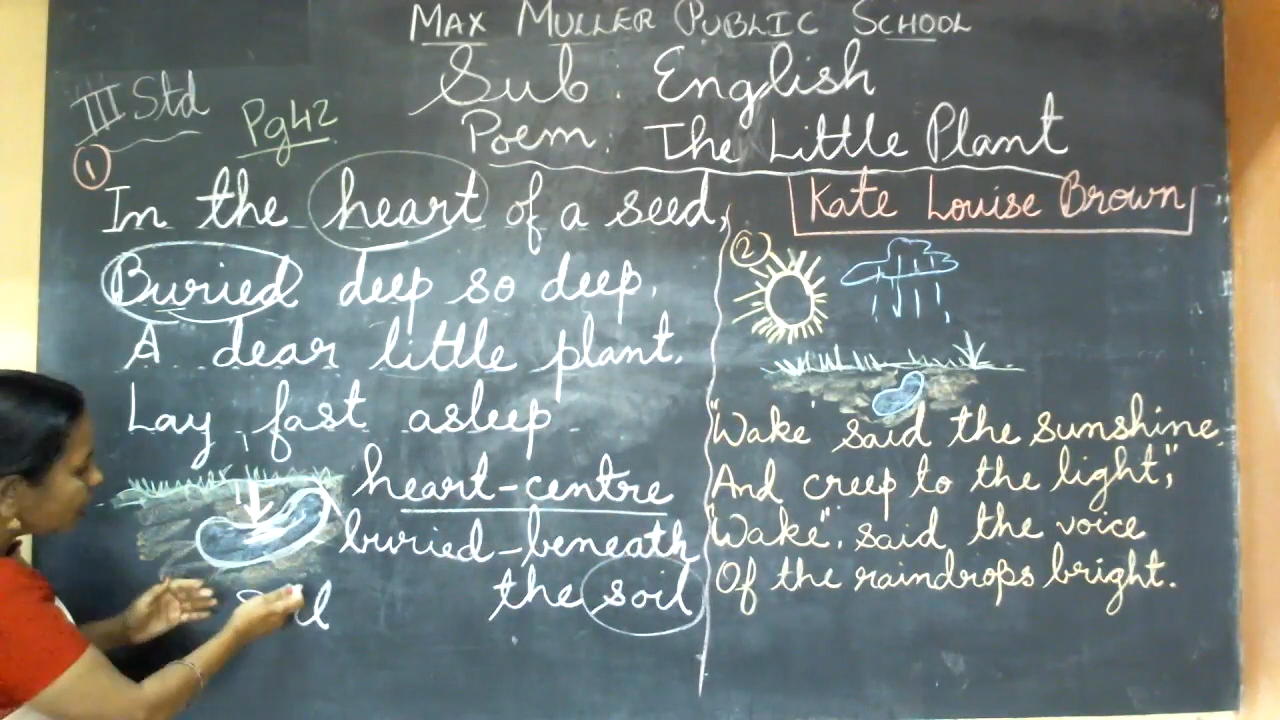 MAX MULLER PUBLIC SCHOOL
Sub : English
III Std
Pg 42
Poem : The Little Plant
Kate Louise Brown
1
In the heart of a seed,
Buried deep so deep,
A dear little plant,
Lay fast asleep.
heart-centre
buried-beneath
the soil
2
"Wake" said the sunshine,
And creep to the light,"
"Wake", said the voice
Of the raindrops bright.